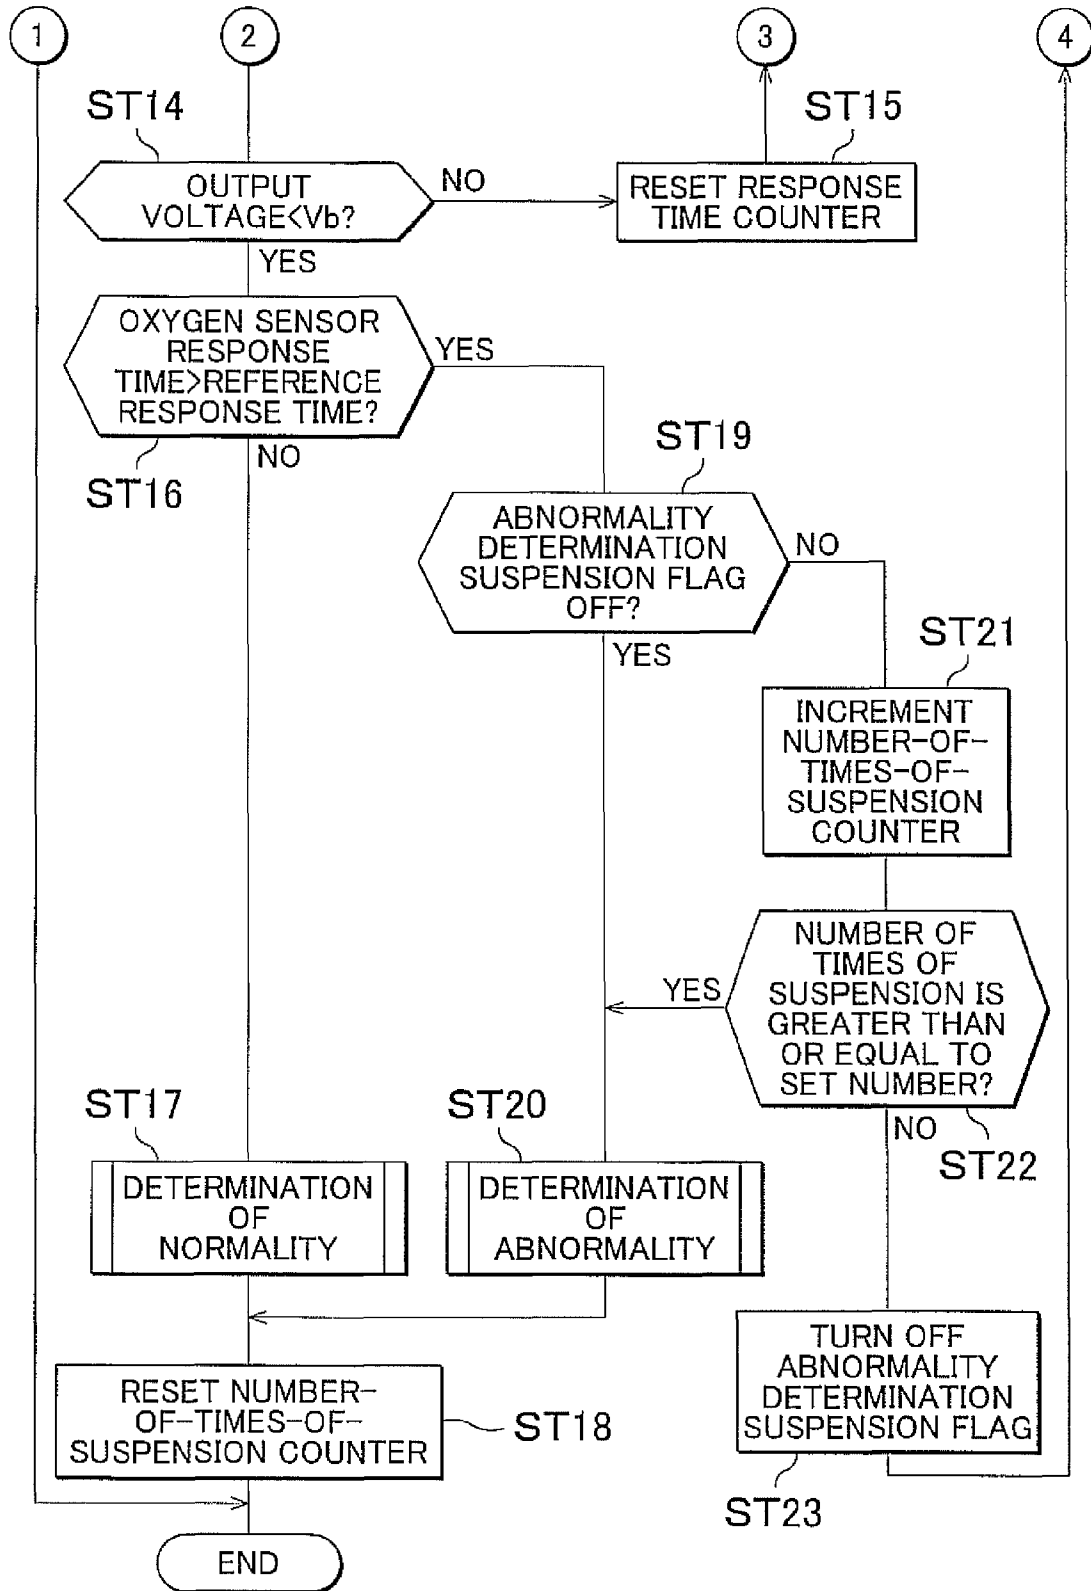 1
2
3
4
ST14
ST15
OUTPUT
VOLTAGE<Vb?
NO
RESET RESPONSE
TIME COUNTER
YES
OXYGEN SENSOR
RESPONSE
TIME>REFERENCE
RESPONSE TIME?
YES
NO
ST16
ST19
ABNORMALITY
DETERMINATION
SUSPENSION FLAG
OFF?
NO
YES
ST21
INCREMENT
NUMBER-OF-
TIMES-OF-
SUSPENSION
COUNTER
NUMBER OF
TIMES OF
SUSPENSION IS
GREATER THAN
OR EQUAL TO
SET NUMBER?
YES
NO
ST22
ST17
ST20
DETERMINATION
OF
NORMALITY
DETERMINATION
OF
ABNORMALITY
TURN OFF
ABNORMALITY
DETERMINATION
SUSPENSION FLAG
ST23
RESET NUMBER-
OF-TIMES-OF-
SUSPENSION COUNTER
ST18
END